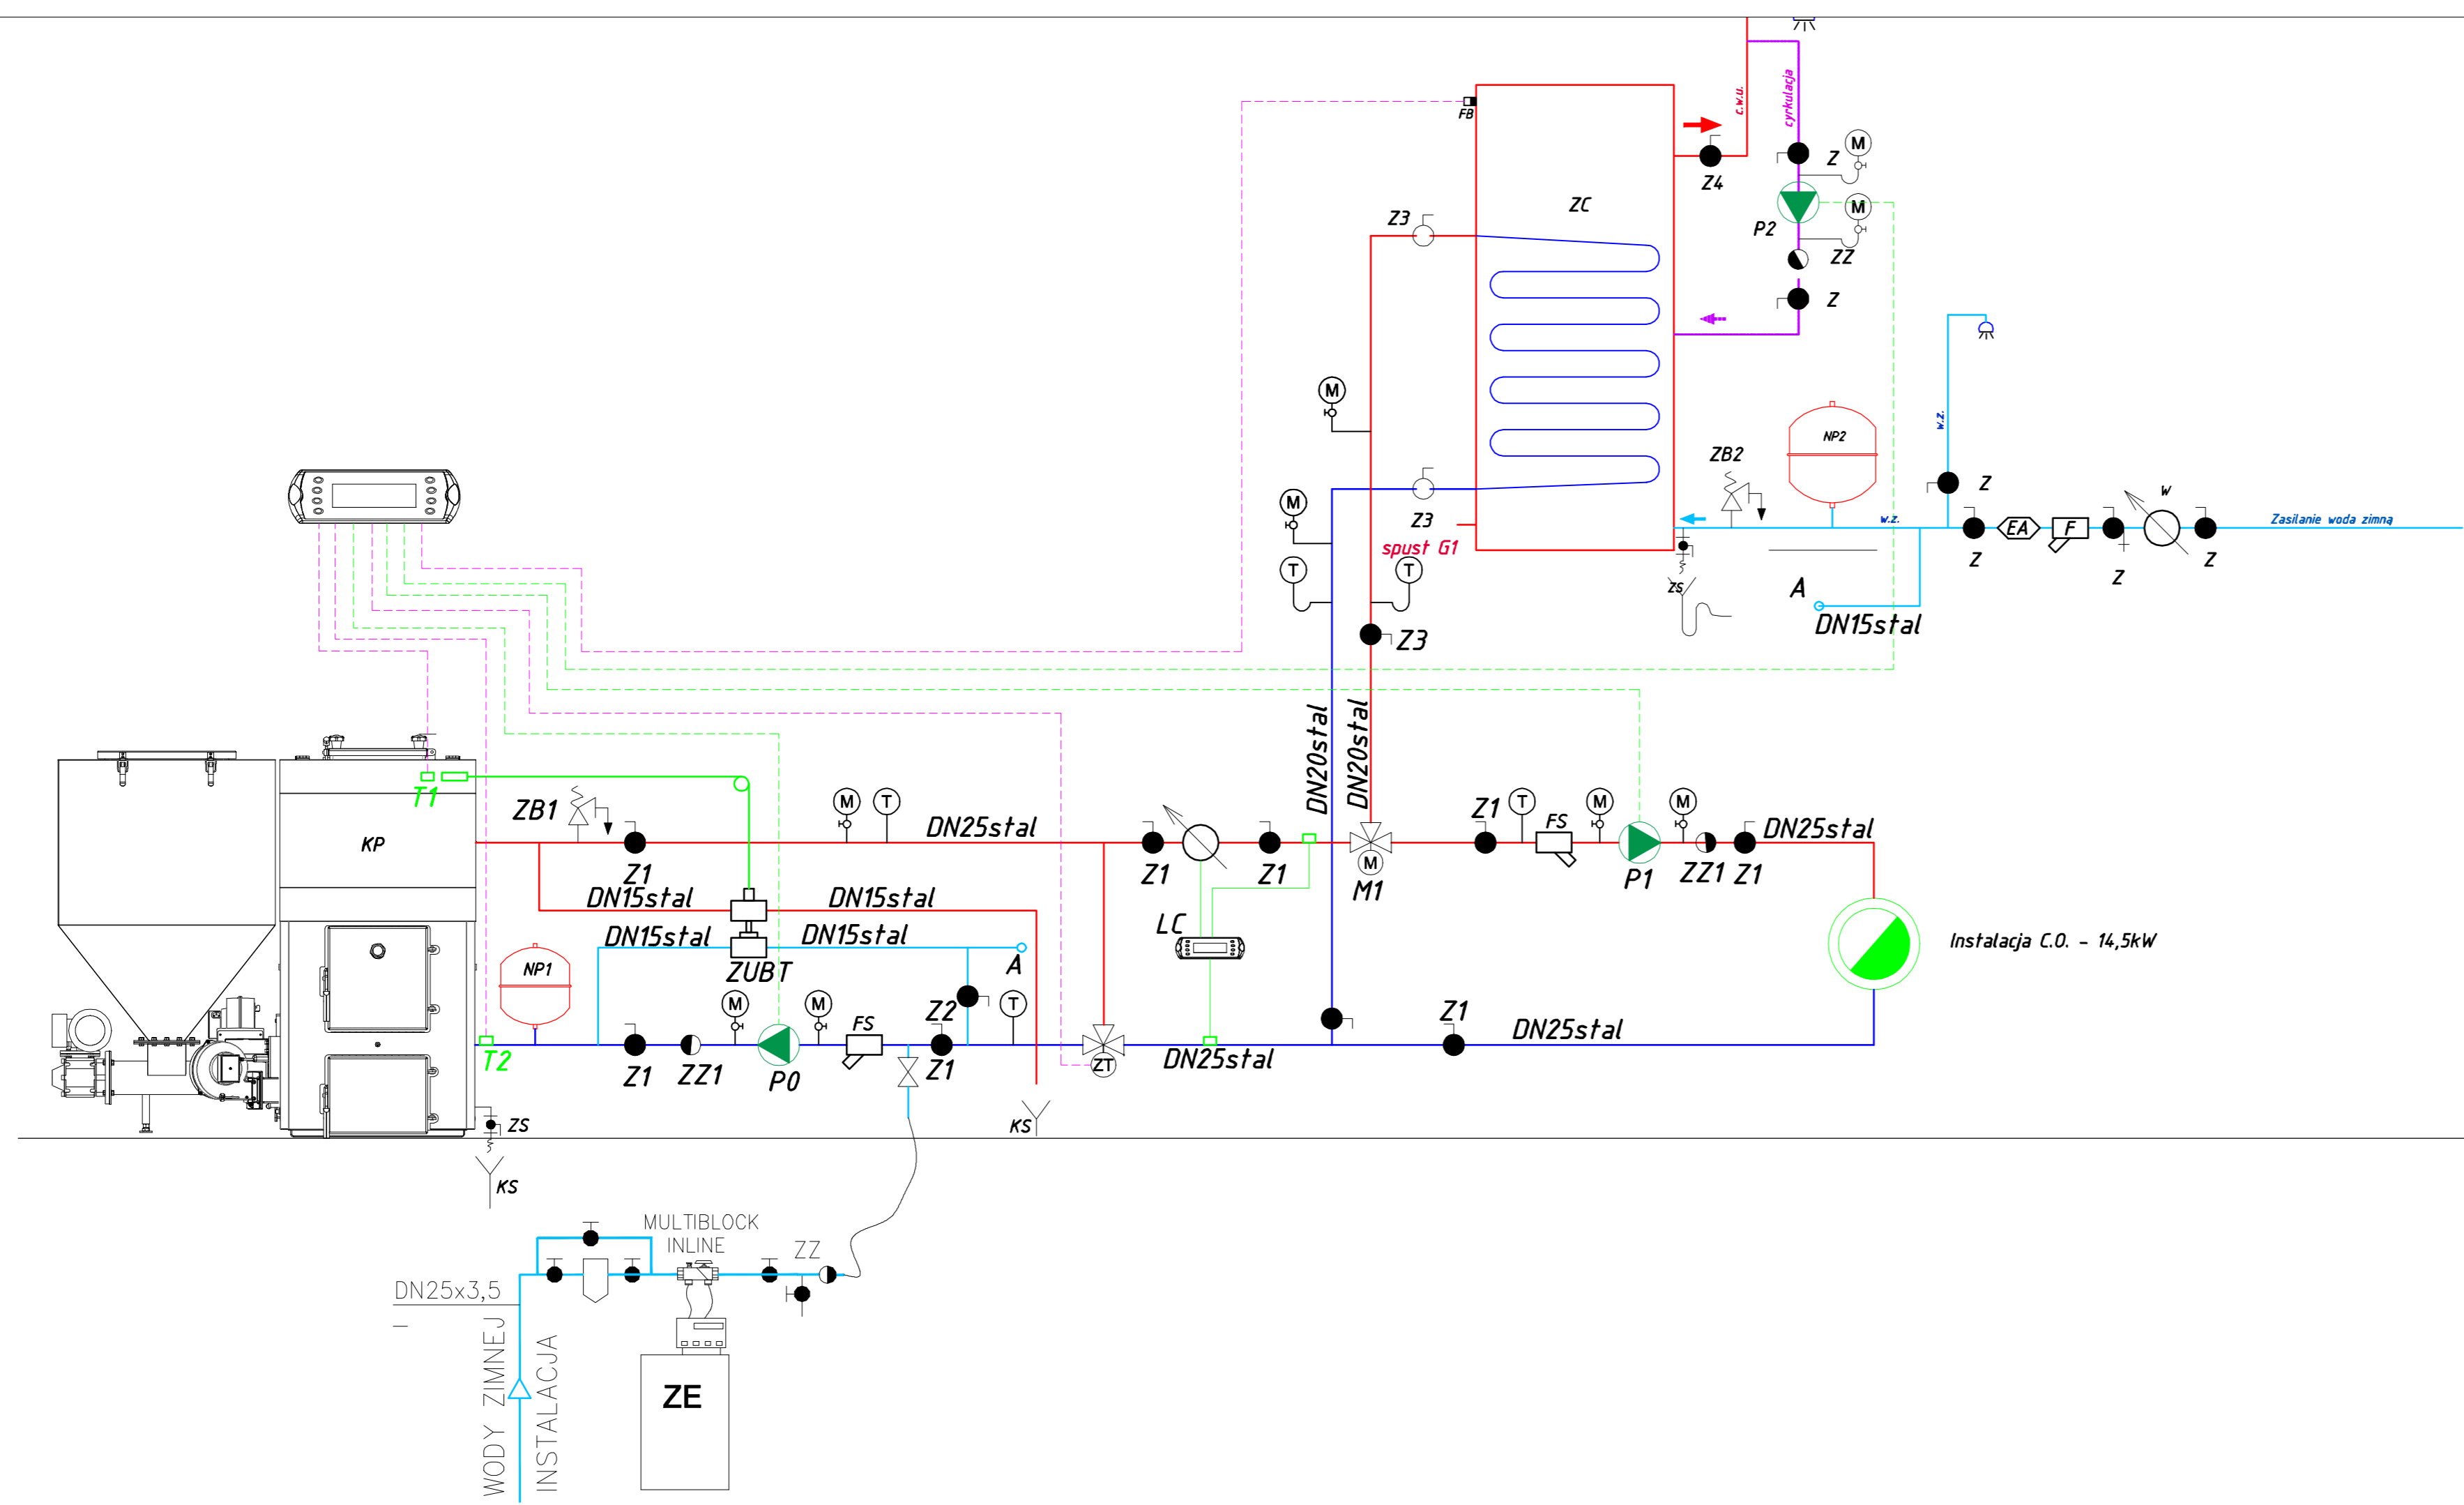 c.w.u.
cyrkulacja
FB
Z
M
Z4
ZC
M
P2
Z3
ZZ
Z
M
NP2
w.z.
ZB2
Z
W
M
Z3
w.z.
EA
F
Zasilanie woda zimną
spust G1
Z
Z
Z
T
T
ZS
A
DN15stal
Z3
DN20stal
DN20stal
T1
ZB1
M
T
DN25stal
Z1
T
FS
M
M
DN25stal
KP
Z1
Z1
Z1
M
M1
P1
ZZ1
Z1
DN15stal
DN15stal
LC
DN15stal
DN15stal
Instalacja C.O. - 14,5kW
NP1
ZUBT
A
M
M
FS
Z2
T
Z1
DN25stal
T2
Z1
ZZ1
P0
Z1
ZT
DN25stal
ZS
KS
KS
MULTIBLOCK
INLINE
ZZ
DN25x3,5
WODY ZIMNEJ
INSTALACJA
ZE